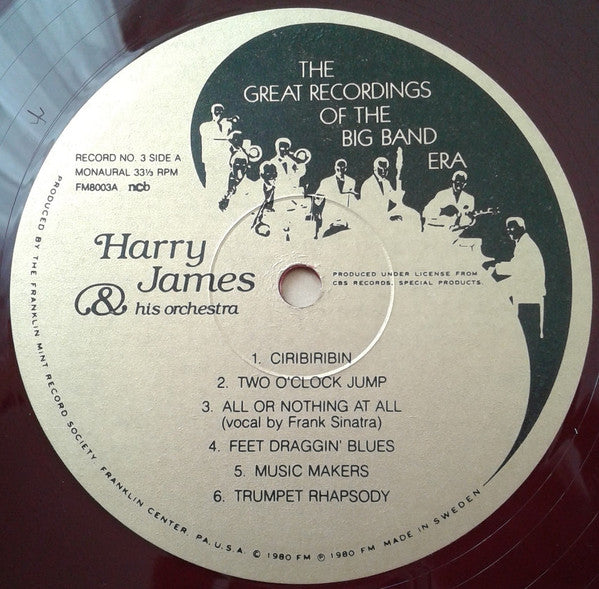 THE
GREAT RECORDINGS
OF THE
BIG BAND
ERA
RECORD NO. 3 SIDE A
MONAURAL 33⅓ RPM
FM8003A ncb
Harry
James
& his orchestra
PRODUCED UNDER LICENSE FROM
CBS RECORDS, SPECIAL PRODUCTS.
1. CIRIBIRIBIN
2. TWO O'CLOCK JUMP
3. ALL OR NOTHING AT ALL
(vocal by Frank Sinatra)
4. FEET DRAGGIN' BLUES
5. MUSIC MAKERS
6. TRUMPET RHAPSODY
PRODUCED BY THE FRANKLIN MINT RECORD SOCIETY, FRANKLIN CENTER, PA. U.S.A. © 1980 FM ℗ 1980 FM MADE IN SWEDEN